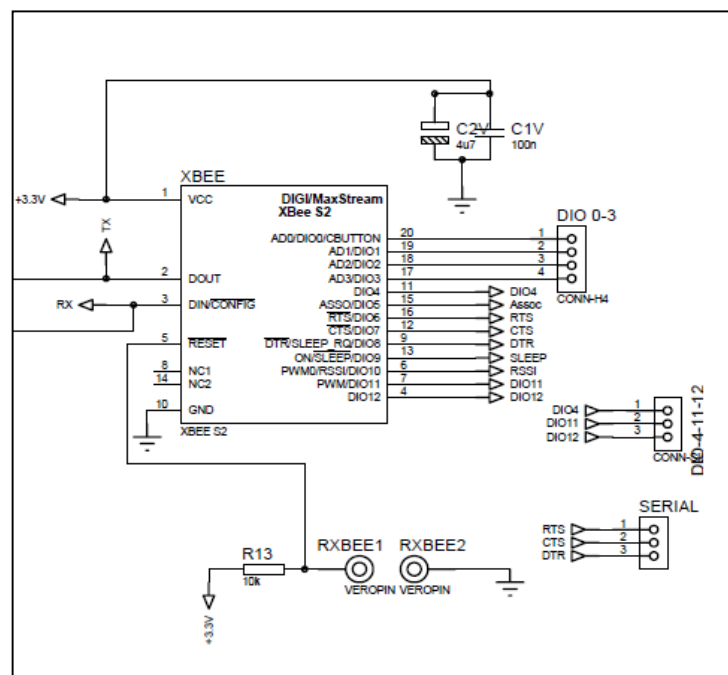 C2V
4u7
C1V
100n
XBEE
DIGI/MaxStream
XBee S2
+3.3V
TX
RX
1 VCC
2 DOUT
3 DIN/CONFIG
5 RESET
8 NC1
14 NC2
10 GND
XBEE S2
AD0/DIO0/CBUTTON 20
AD1/DIO1 19
AD2/DIO2 18
AD3/DIO3 17
DIO4 11 DIO4
ASSO/DIO5 15 Assoc
RTS/DIO6 16 RTS
CTS/DIO7 12 CTS
DTR/SLEEP_RQ/DIO8 9 DTR
ON/SLEEP/DIO9 13 SLEEP
PWM0/RSSI/DIO10 6 RSSI
PWM/DIO11 7 DIO11
DIO12 4 DIO12
DIO 0-3
1
2
3
4
CONN-H4
DIO4 1
DIO11 2
DIO12 3
DIO-4-11-12
SERIAL
RTS 1
CTS 2
DTR 3
R13
10k
+3.3V
RXBEE1
VEROPIN
RXBEE2
VEROPIN